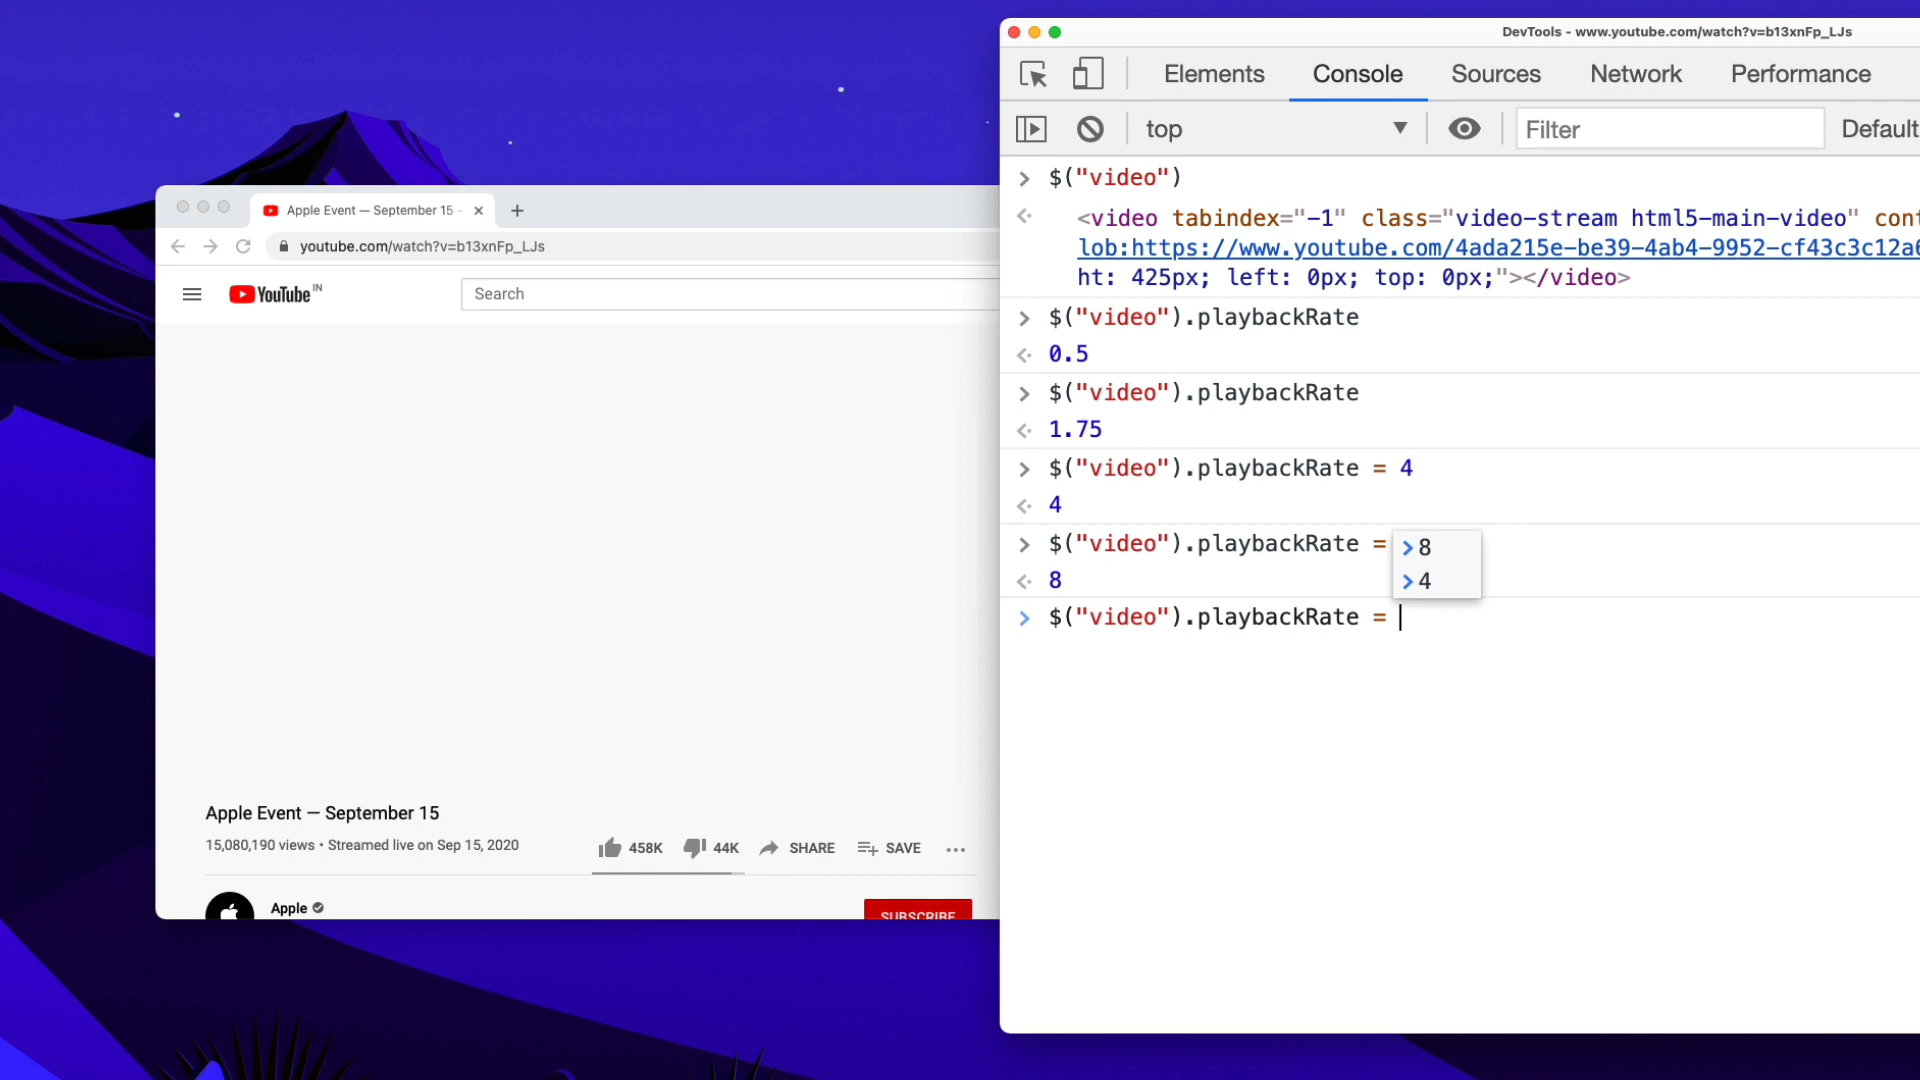 Apple Event — September 15 -
youtube.com/watch?v=b13xnFp_LJs
YouTube IN
Search
Apple Event — September 15
15,080,190 views • Streamed live on Sep 15, 2020
458K
44K
SHARE
SAVE
Apple
SUBSCRIBE
DevTools - www.youtube.com/watch?v=b13xnFp_LJs
Elements
Console
Sources
Network
Performance
top
Filter
Default
$("video")
<video tabindex="-1" class="video-stream html5-main-video" cont
lob:https://www.youtube.com/4ada215e-be39-4ab4-9952-cf43c3c12a6
ht: 425px; left: 0px; top: 0px;"></video>
$("video").playbackRate
0.5
$("video").playbackRate
1.75
$("video").playbackRate = 4
4
$("video").playbackRate =
8
8
4
$("video").playbackRate =